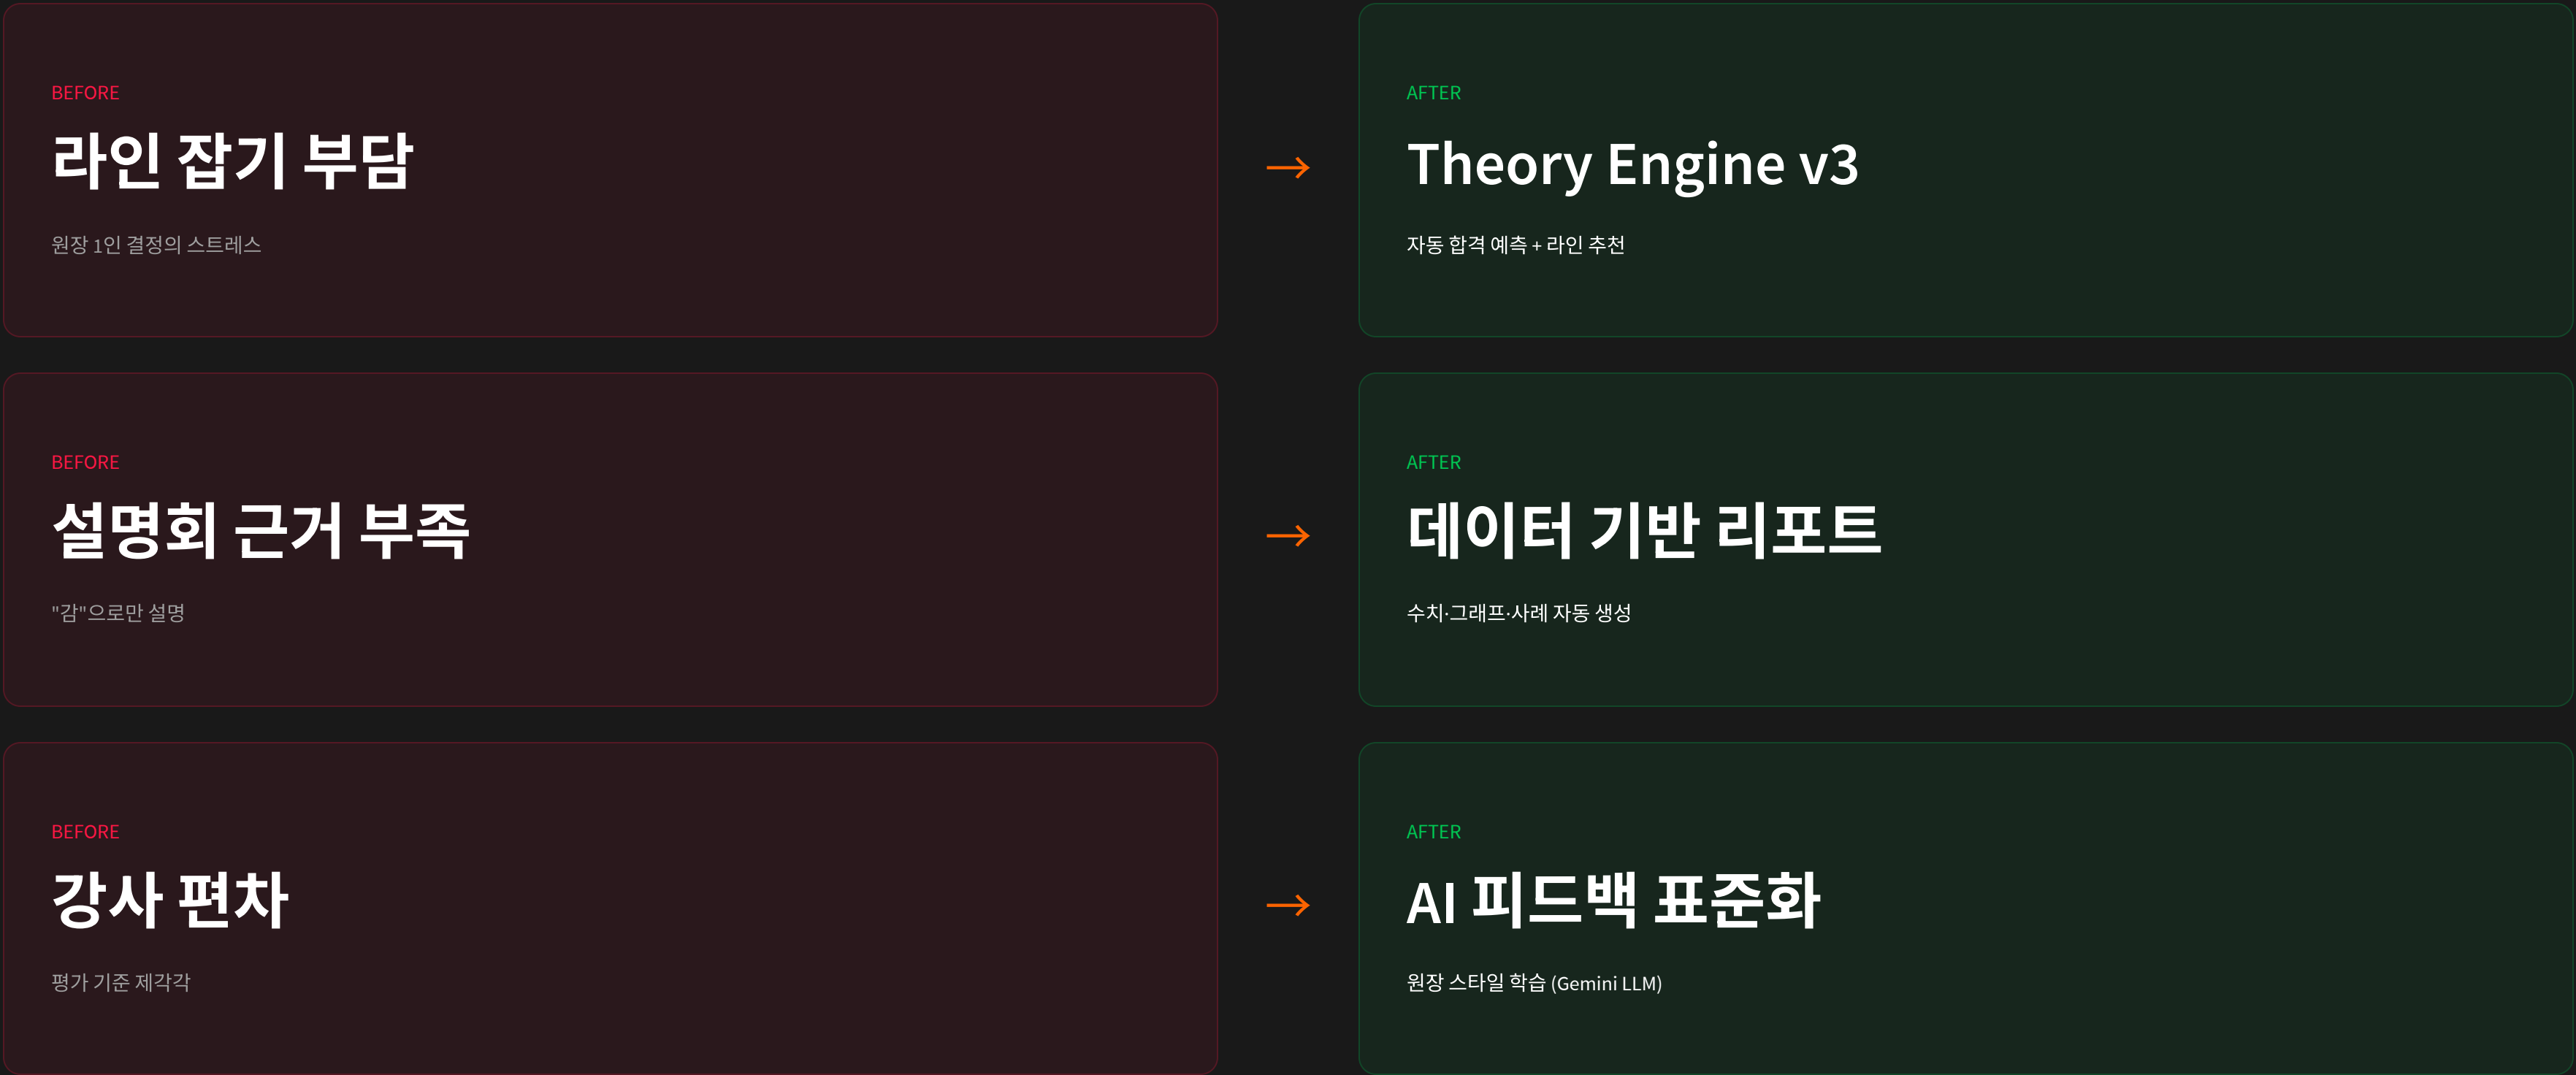 BEFORE
라인 잡기 부담
원장 1인 결정의 스트레스
→
AFTER
Theory Engine v3
자동 합격 예측 + 라인 추천
BEFORE
설명회 근거 부족
"감"으로만 설명
→
AFTER
데이터 기반 리포트
수치·그래프·사례 자동 생성
BEFORE
강사 편차
평가 기준 제각각
→
AFTER
AI 피드백 표준화
원장 스타일 학습 (Gemini LLM)